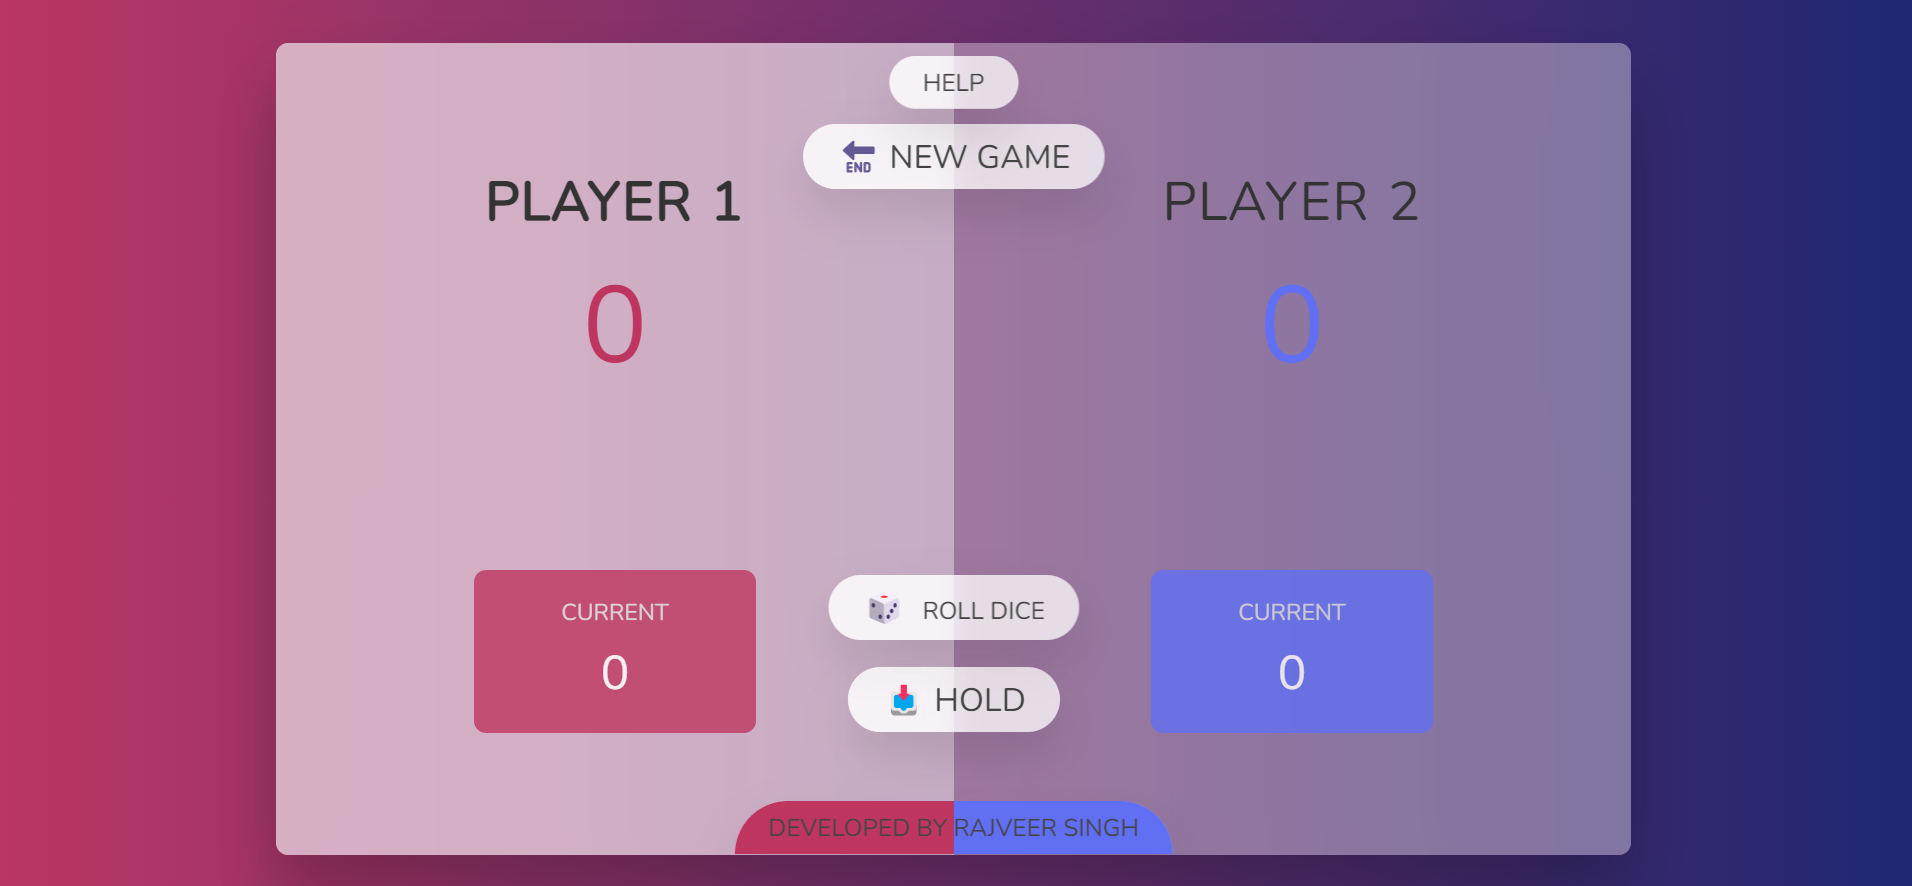 HELP
END NEW GAME
PLAYER 1
PLAYER 2
0
0
CURRENT
0
ROLL DICE
HOLD
CURRENT
0
DEVELOPED BY RAJVEER SINGH